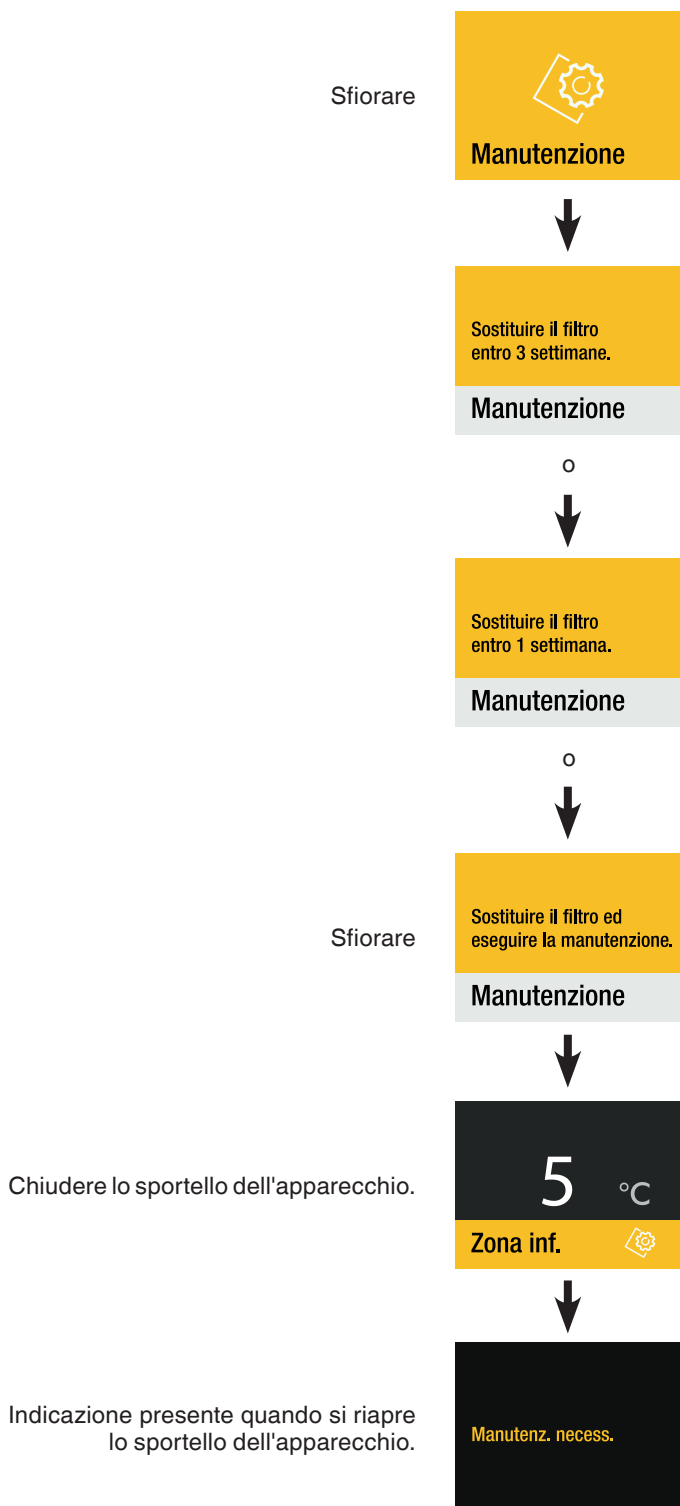 Sfiorare
Manutenzione
Sostituire il filtro
entro 3 settimane.
Manutenzione
o
Sostituire il filtro
entro 1 settimana.
Manutenzione
o
Sfiorare
Sostituire il filtro ed
eseguire la manutenzione.
Manutenzione
Chiudere lo sportello dell'apparecchio.
5 °C
Zona inf.
Indicazione presente quando si riapre
lo sportello dell'apparecchio.
Manutenz. necess.